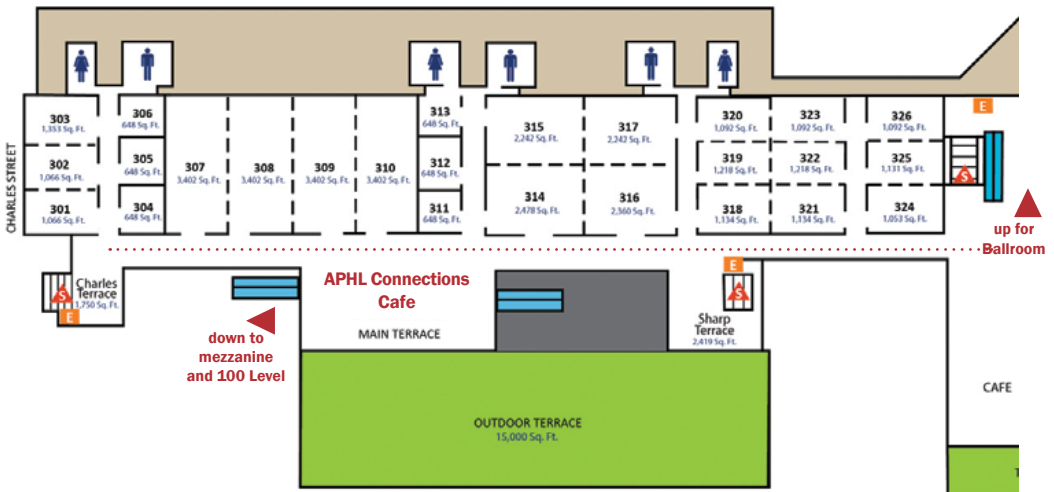 CHARLES STREET
303
1,353 Sq. Ft.
302
1,066 Sq. Ft.
301
1,066 Sq. Ft.
306
648 Sq. Ft.
305
648 Sq. Ft.
304
648 Sq. Ft.
307
3,402 Sq. Ft.
308
3,402 Sq. Ft.
309
3,402 Sq. Ft.
310
3,402 Sq. Ft.
313
648 Sq. Ft.
312
648 Sq. Ft.
311
648 Sq. Ft.
315
2,242 Sq. Ft.
314
2,478 Sq. Ft.
317
2,242 Sq. Ft.
316
2,360 Sq. Ft.
320
1,092 Sq. Ft.
319
1,218 Sq. Ft.
318
1,134 Sq. Ft.
323
1,092 Sq. Ft.
322
1,218 Sq. Ft.
321
1,134 Sq. Ft.
326
1,092 Sq. Ft.
325
1,131 Sq. Ft.
324
1,053 Sq. Ft.
E
S
up for
Ballroom
S
Charles
Terrace
1,750 Sq. Ft.
E
down to
mezzanine
and 100 Level
APHL Connections
Cafe
MAIN TERRACE
E
S
Sharp
Terrace
2,419 Sq. Ft.
OUTDOOR TERRACE
15,000 Sq. Ft.
CAFE